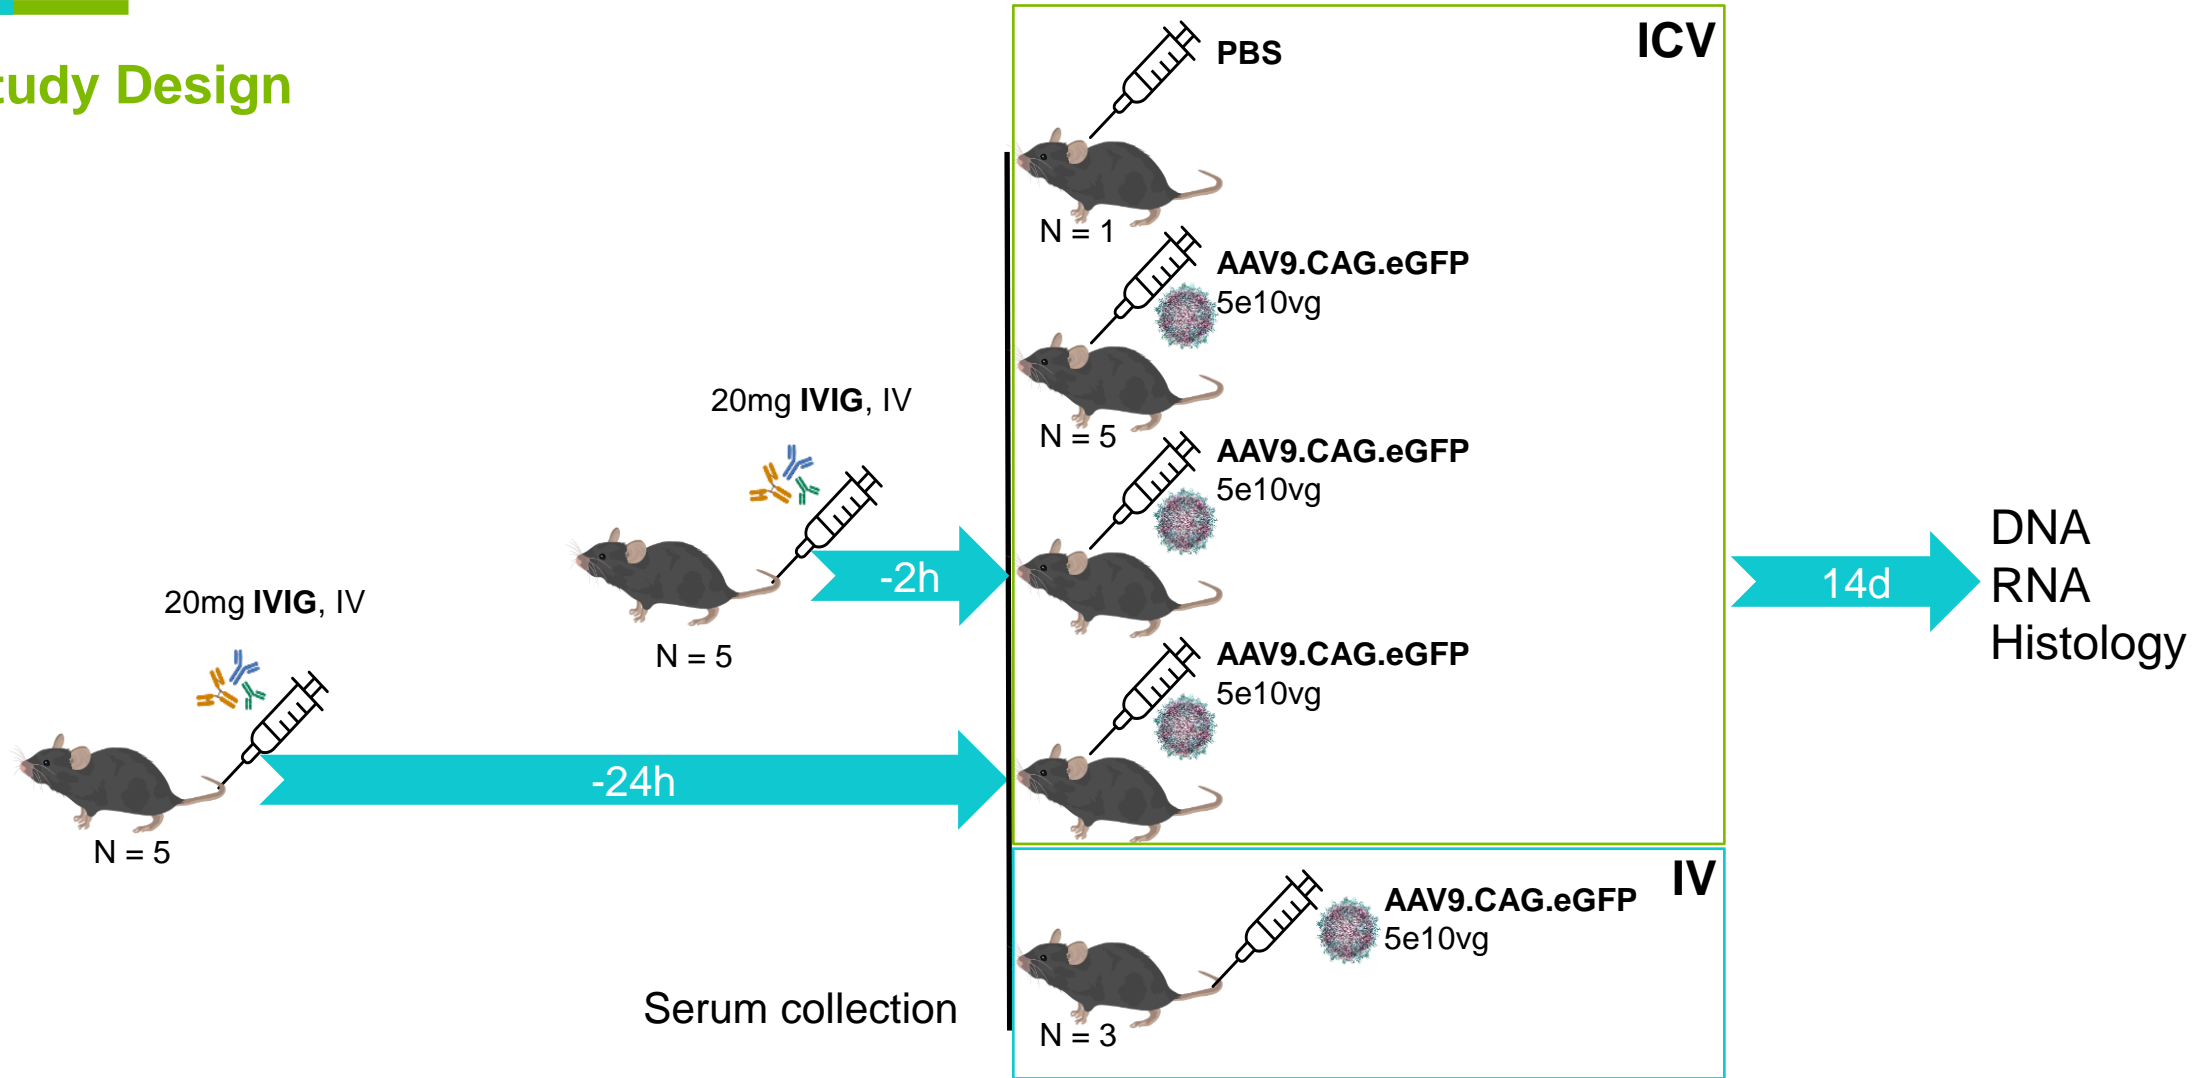 tudy Design
ICV
PBS
N = 1
AAV9.CAG.eGFP
5e10vg
N = 5
20mg IVIG, IV
-2h
N = 5
AAV9.CAG.eGFP
5e10vg
20mg IVIG, IV
-24h
N = 5
AAV9.CAG.eGFP
5e10vg
IV
AAV9.CAG.eGFP
5e10vg
N = 3
Serum collection
14d
DNA
RNA
Histology